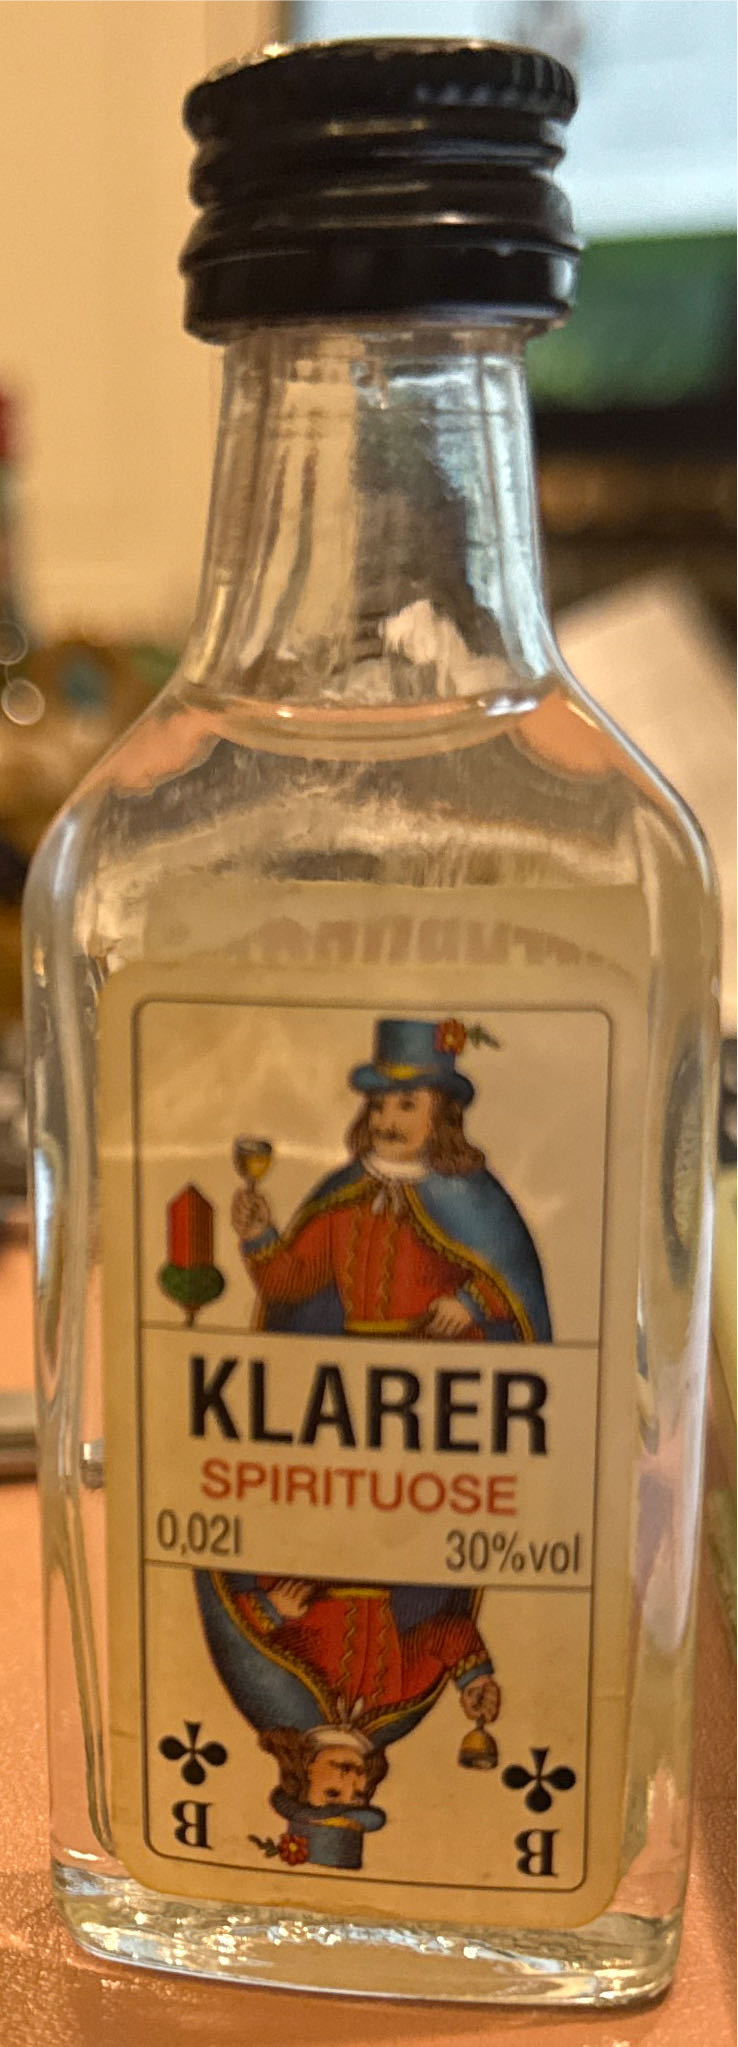 KLARER
SPIRITUOSE
0,02l 30%vol
B B